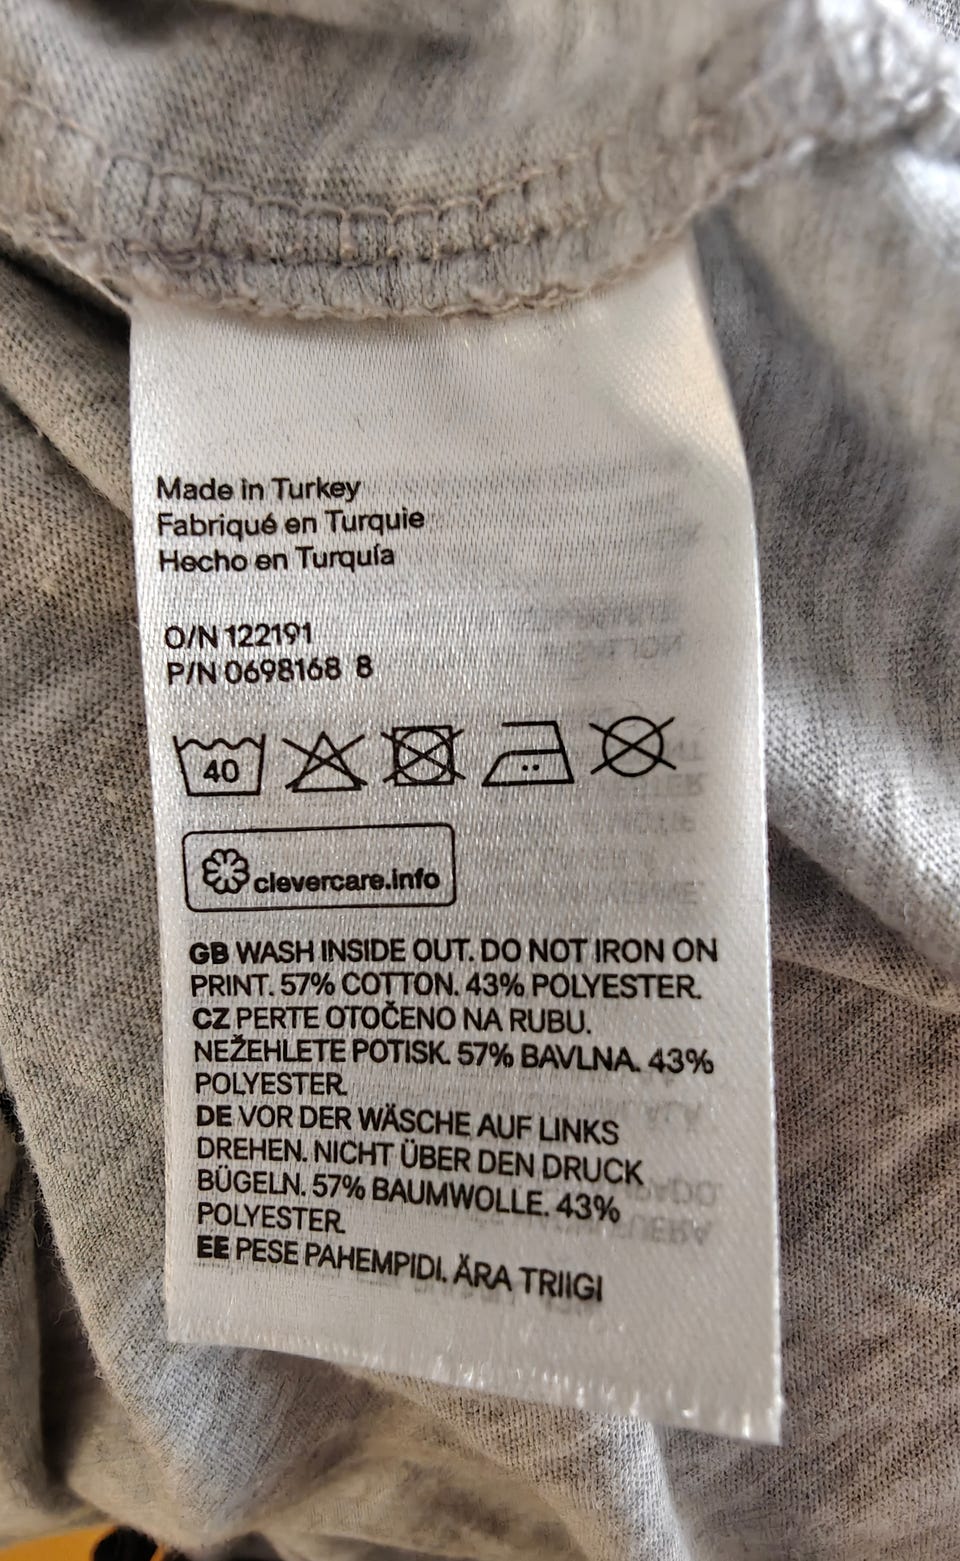 Made in Turkey
Fabriqué en Turquie
Hecho en Turquía
O/N 122191
P/N 0698168 8
40
clevercare.info
GB WASH INSIDE OUT. DO NOT IRON ON
PRINT. 57% COTTON. 43% POLYESTER.
CZ PERTE OTOČENO NA RUBU.
NEŽEHLETE POTISK. 57% BAVLNA. 43%
POLYESTER.
DE VOR DER WÄSCHE AUF LINKS
DREHEN. NICHT ÜBER DEN DRUCK
BÜGELN. 57% BAUMWOLLE. 43%
POLYESTER.
EE PESE PAHEMPIDI. ÄRA TRIIGI